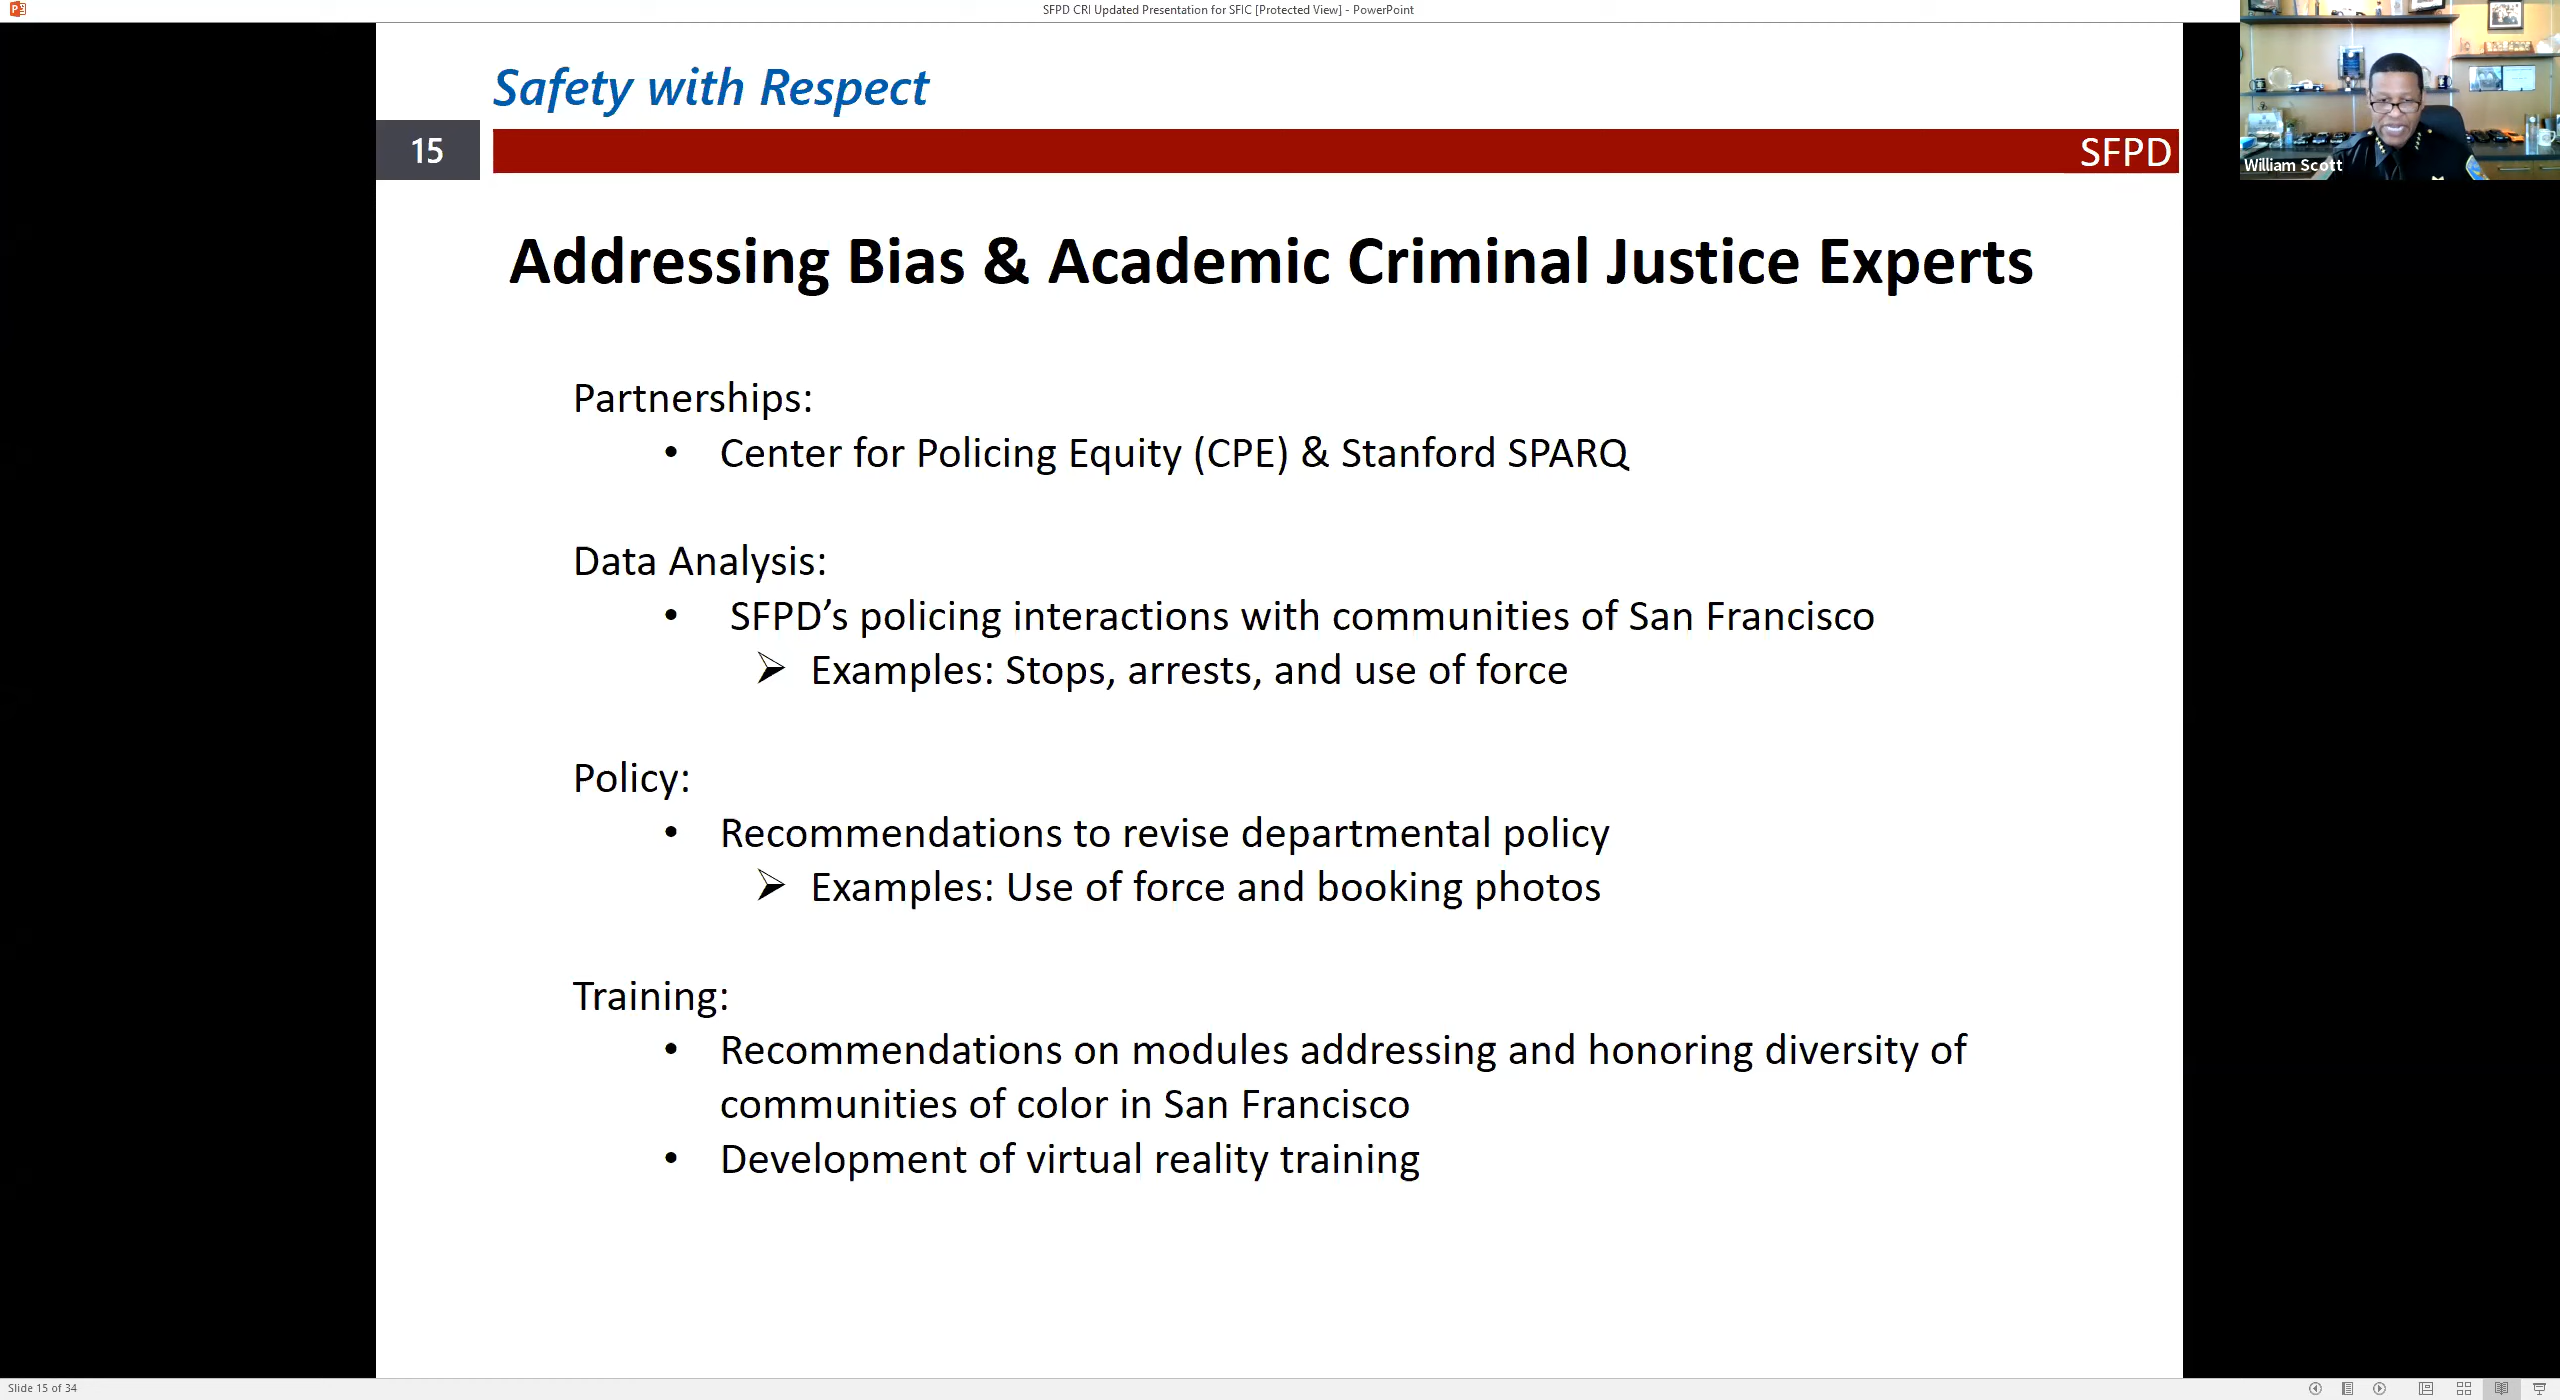 SFPD CRI Updated Presentation for SFIC [Protected View] - PowerPoint
Safety with Respect
15
SFPD
William Scott
Addressing Bias & Academic Criminal Justice Experts
Partnerships:
• Center for Policing Equity (CPE) & Stanford SPARQ
Data Analysis:
• SFPD’s policing interactions with communities of San Francisco
➢ Examples: Stops, arrests, and use of force
Policy:
• Recommendations to revise departmental policy
➢ Examples: Use of force and booking photos
Training:
• Recommendations on modules addressing and honoring diversity of
communities of color in San Francisco
• Development of virtual reality training
Slide 15 of 34